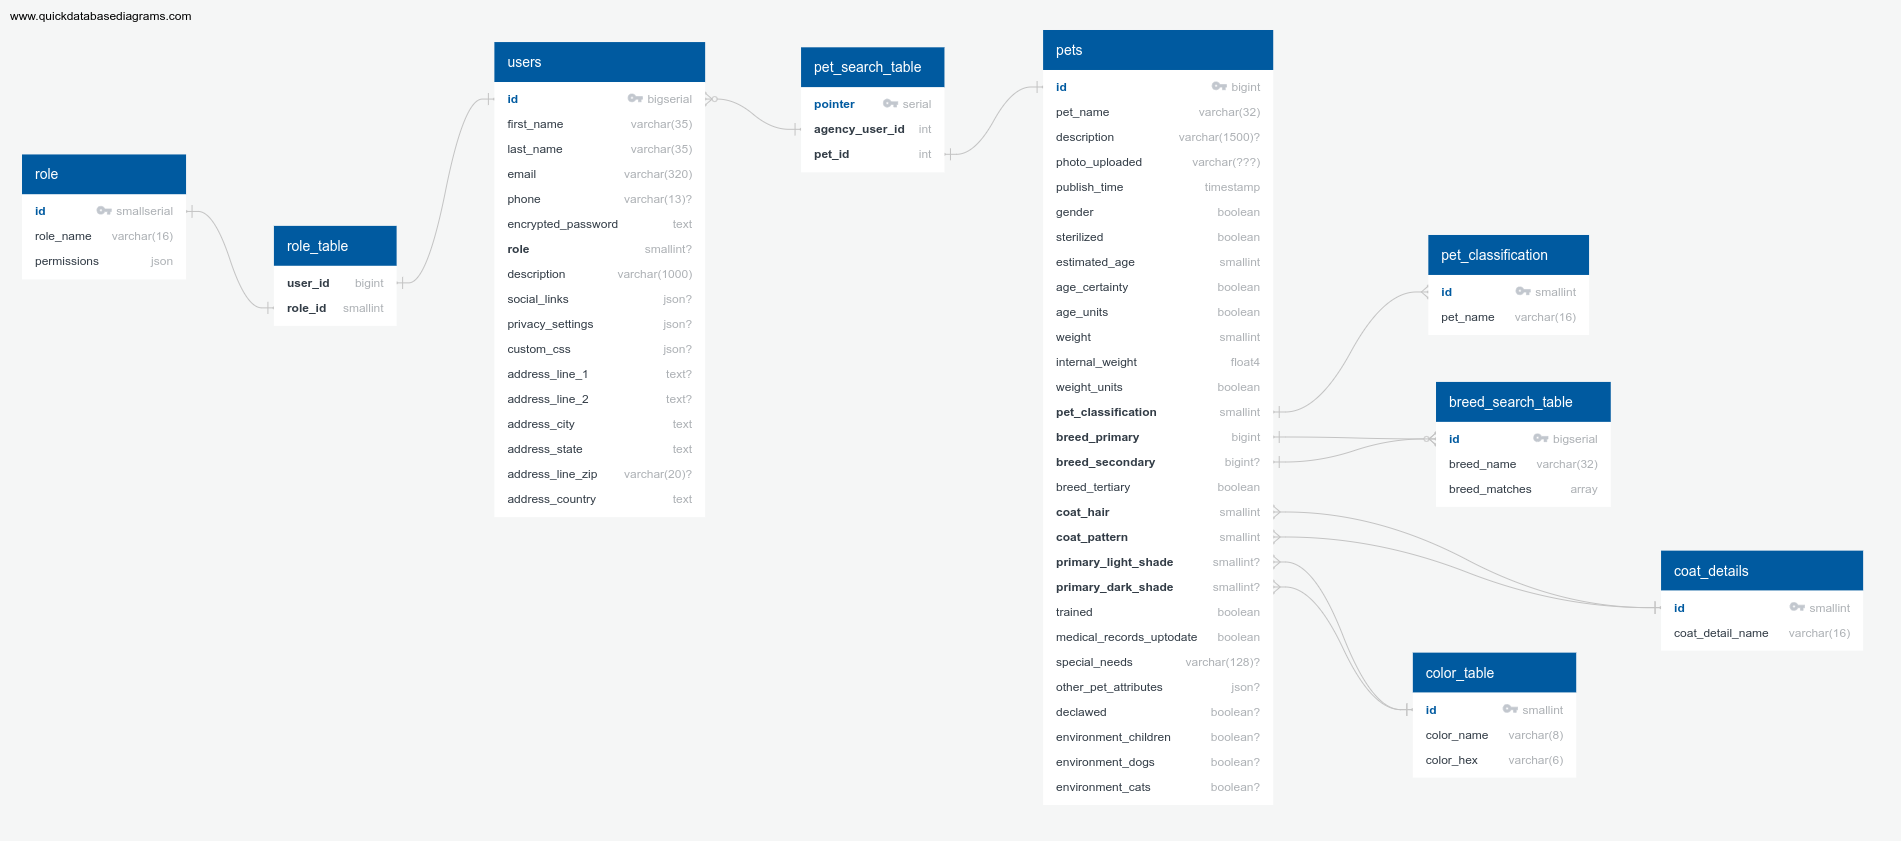 www.quickdatabasediagrams.com
role
id smallserial
role_name varchar(16)
permissions json
role_table
user_id bigint
role_id smallint
users
id bigserial
first_name varchar(35)
last_name varchar(35)
email varchar(320)
phone varchar(13)?
encrypted_password text
role smallint?
description varchar(1000)
social_links json?
privacy_settings json?
custom_css json?
address_line_1 text?
address_line_2 text?
address_city text
address_state text
address_line_zip varchar(20)?
address_country text
pet_search_table
pointer serial
agency_user_id int
pet_id int
pets
id bigint
pet_name varchar(32)
description varchar(1500)?
photo_uploaded varchar(???)
publish_time timestamp
gender boolean
sterilized boolean
estimated_age smallint
age_certainty boolean
age_units boolean
weight smallint
internal_weight float4
weight_units boolean
pet_classification smallint
breed_primary bigint
breed_secondary bigint?
breed_tertiary boolean
coat_hair smallint
coat_pattern smallint
primary_light_shade smallint?
primary_dark_shade smallint?
trained boolean
medical_records_uptodate boolean
special_needs varchar(128)?
other_pet_attributes json?
declawed boolean?
environment_children boolean?
environment_dogs boolean?
environment_cats boolean?
pet_classification
id smallint
pet_name varchar(16)
breed_search_table
id bigserial
breed_name varchar(32)
breed_matches array
coat_details
id smallint
coat_detail_name varchar(16)
color_table
id smallint
color_name varchar(8)
color_hex varchar(6)